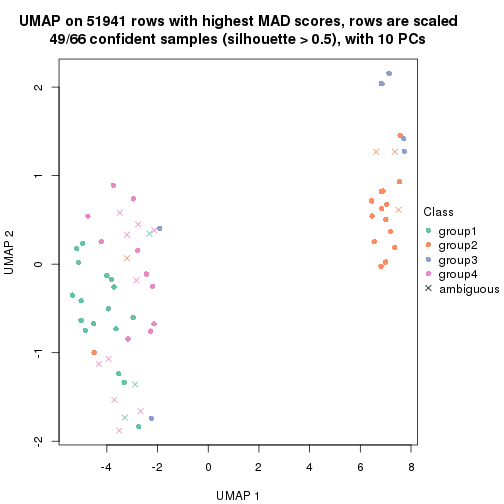 UMAP on 51941 rows with highest MAD scores, rows are scaled
49/66 confident samples (silhouette > 0.5), with 10 PCs
2
1
0
-1
-2
UMAP 2
-4
-2
0
2
4
6
8
UMAP 1
Class
group1
group2
group3
group4
ambiguous